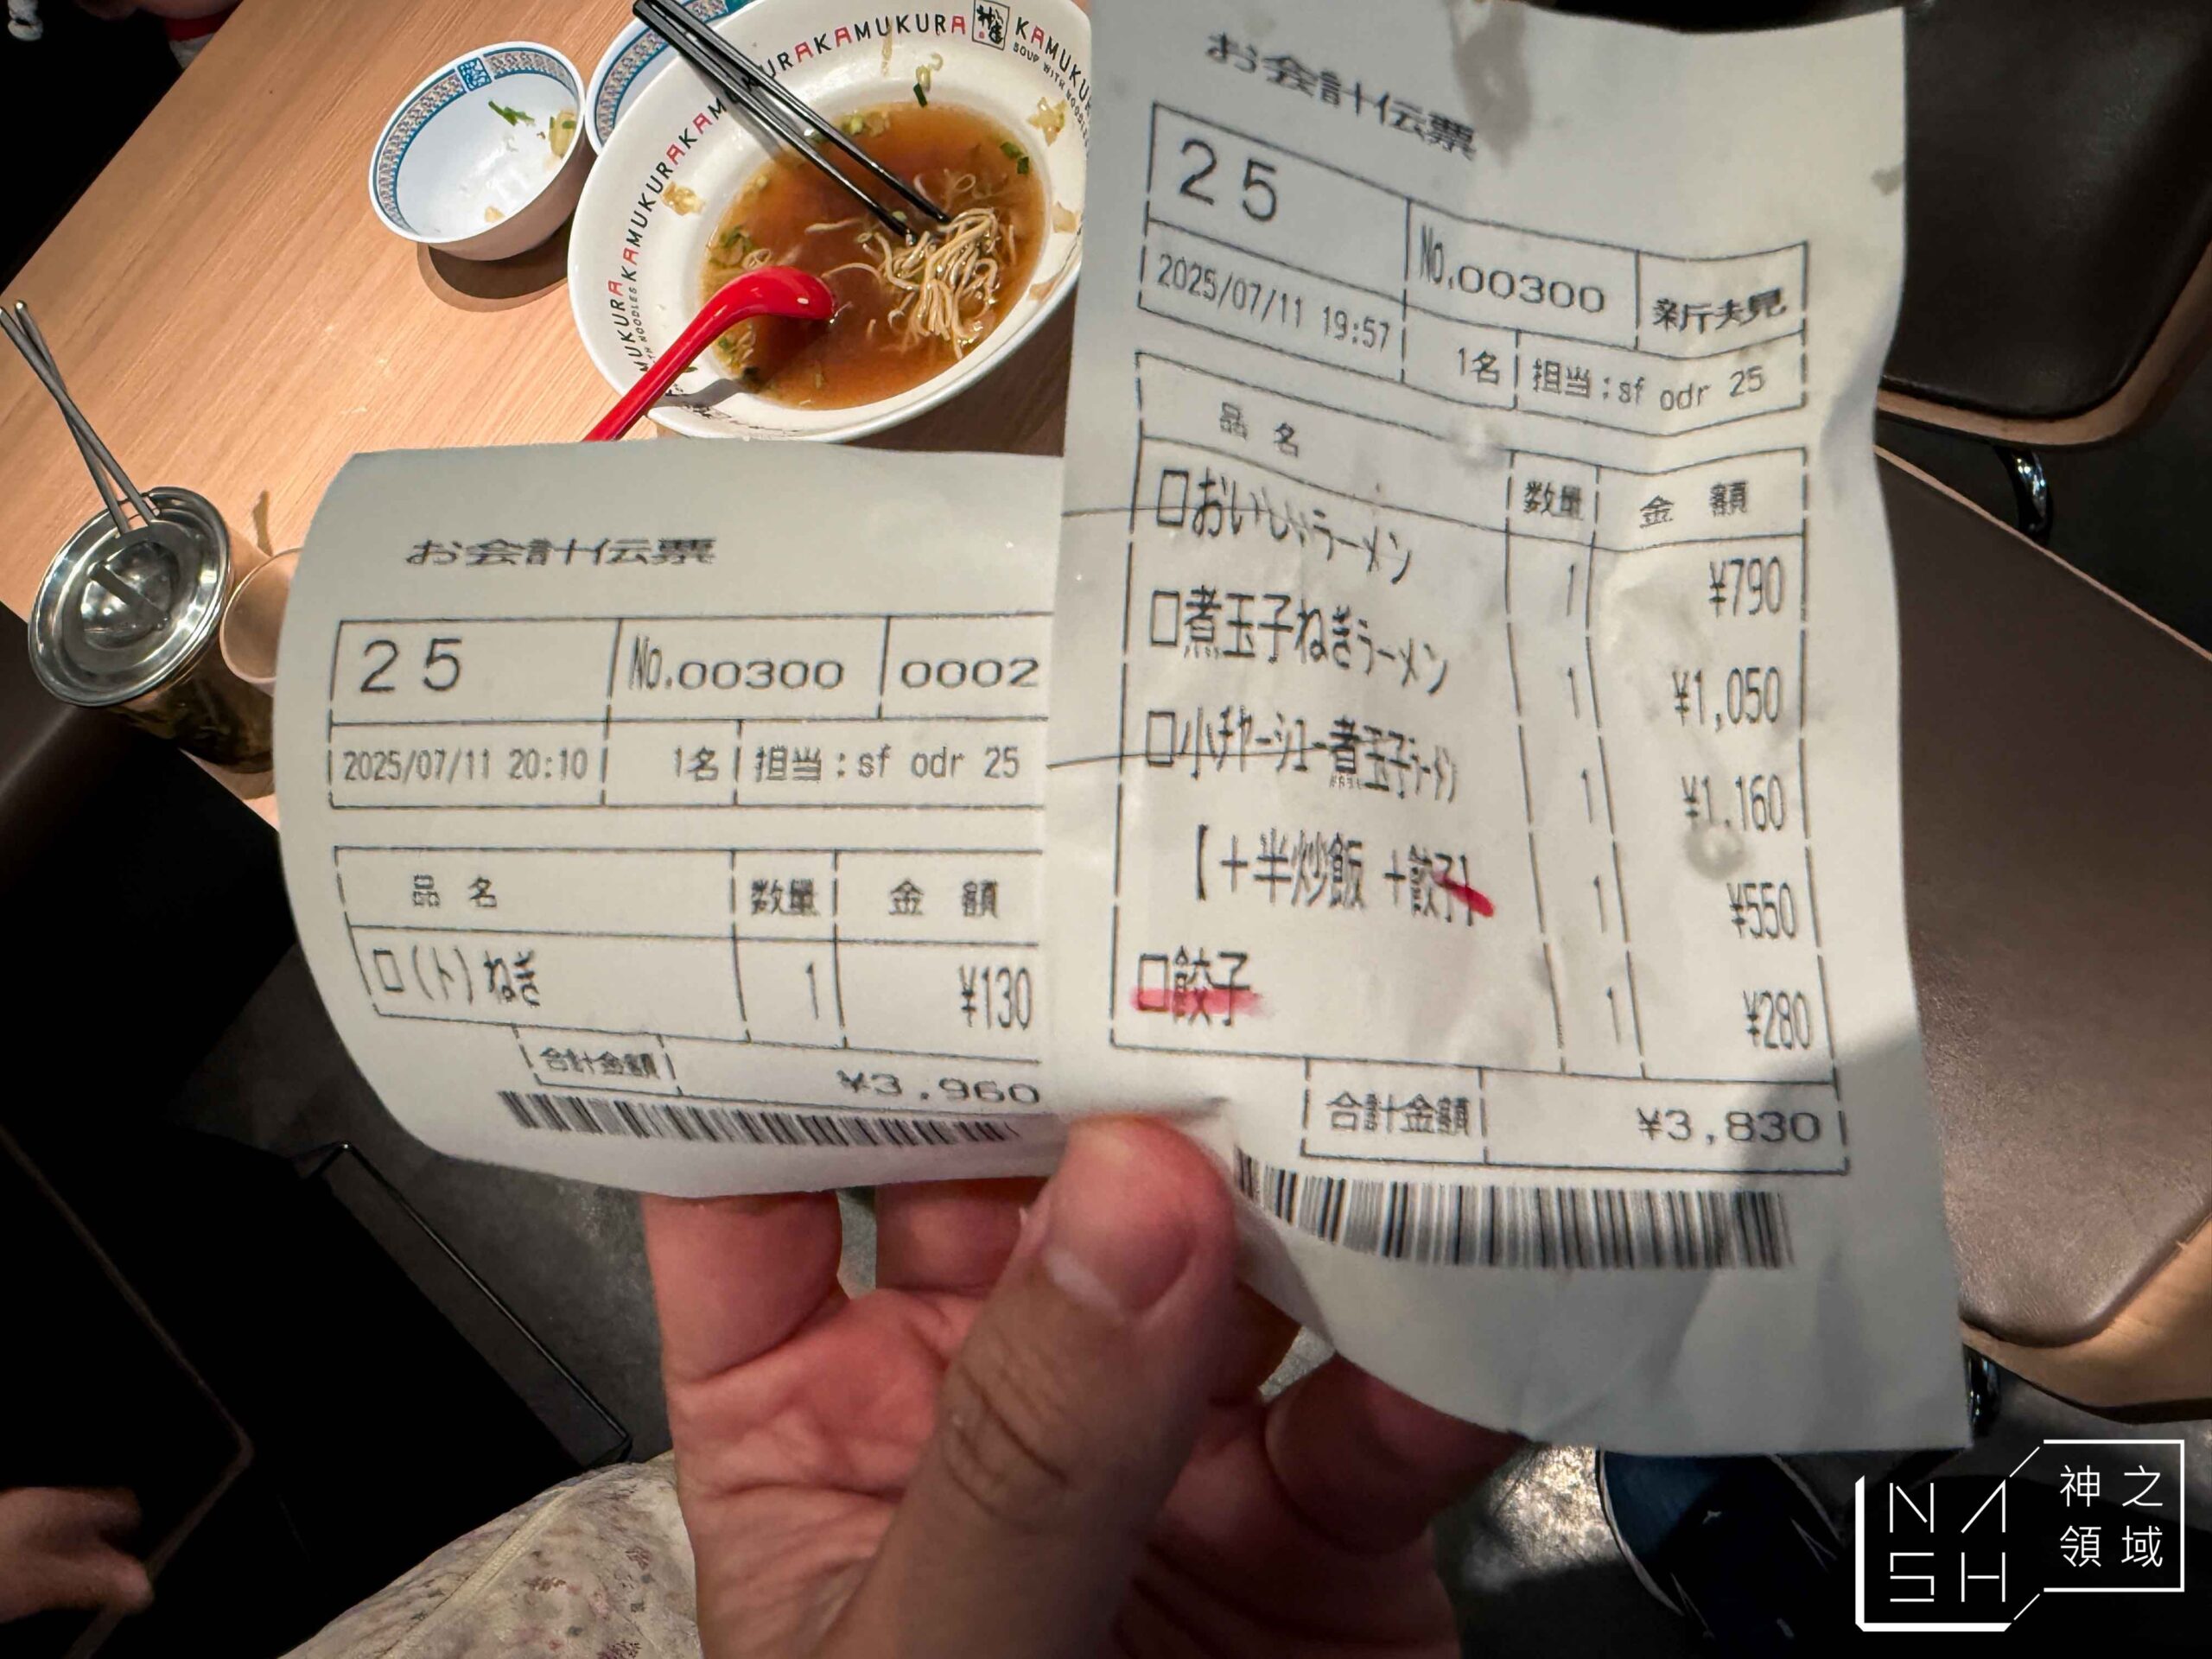 KAMUKURA KAMUKURA KAMUKURA KAMUKURA
SOUP WITH NOODLES
お会計伝票
25 No.00300 0002
2025/07/11 20:10 1名 担当:sf odr 25
品名 数量 金額
□(ト)ねぎ 1 ¥130
合計金額 ¥3,960
お会計伝票
25 No.00300
2025/07/11 19:57 1名 担当:sf odr 25
品名 数量 金額
□おいしいラーメン 1 ¥790
□煮玉子ねぎラーメン 1 ¥1,050
□小チャーシュー煮玉子ラーメン 1 ¥1,160
【+半炒飯 +餃子】 1 ¥550
□餃子 1 ¥280
合計金額 ¥3,830
NASH
神之
領域